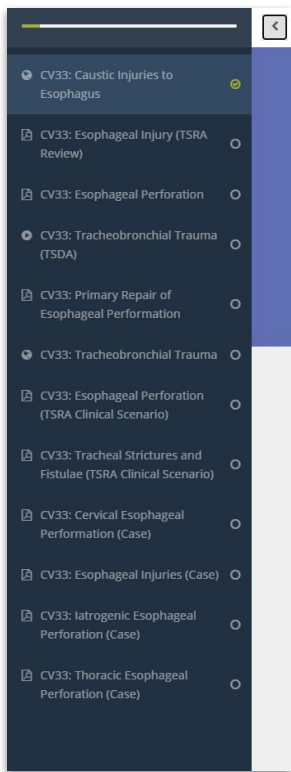 CV33: Caustic Injuries to
Esophagus
CV33: Esophageal Injury (TSRA
Review)
CV33: Esophageal Perforation
CV33: Tracheobronchial Trauma
(TSDA)
CV33: Primary Repair of
Esophageal Performation
CV33: Tracheobronchial Trauma
CV33: Esophageal Perforation
(TSRA Clinical Scenario)
CV33: Tracheal Strictures and
Fistulae (TSRA Clinical Scenario)
CV33: Cervical Esophageal
Performation (Case)
CV33: Esophageal Injuries (Case)
CV33: Iatrogenic Esophageal
Perforation (Case)
CV33: Thoracic Esophageal
Perforation (Case)